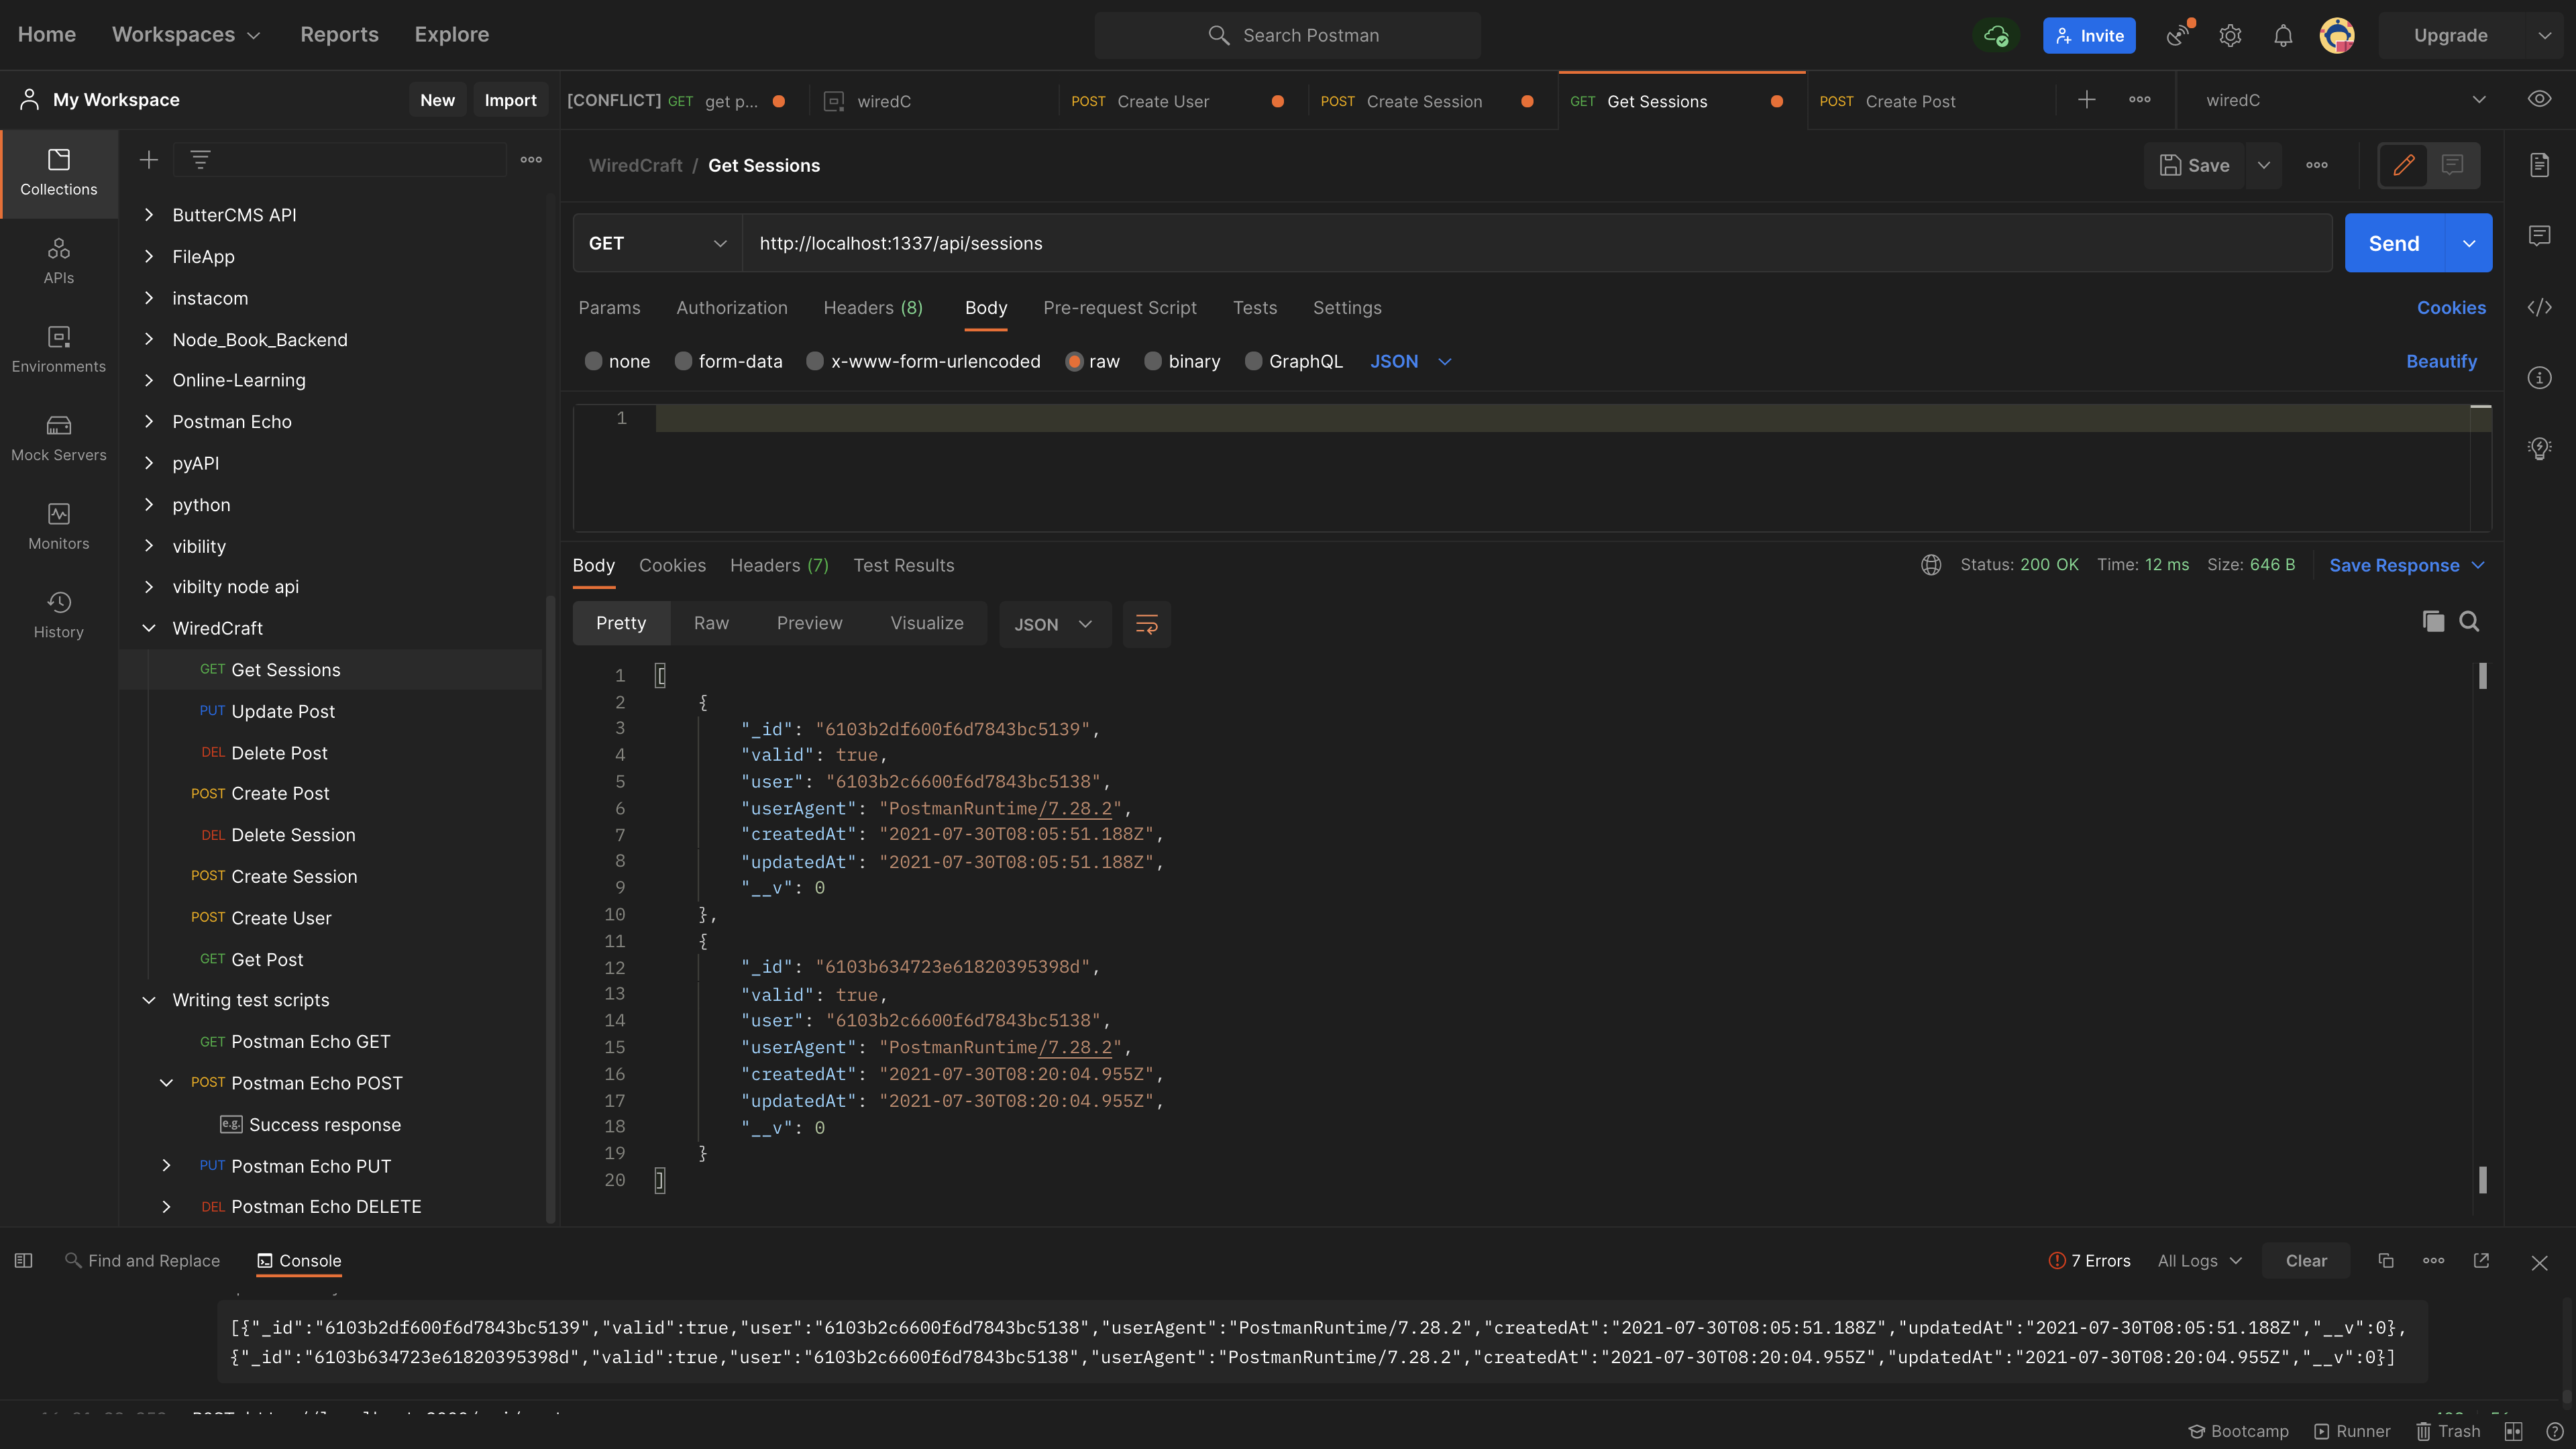 Home Workspaces Reports Explore Search Postman Invite Upgrade
My Workspace New Import [CONFLICT] GET get p... wiredC POST Create User POST Create Session GET Get Sessions POST Create Post wiredC
Collections
APIs
Environments
Mock Servers
Monitors
History
ButterCMS API
FileApp
instacom
Node_Book_Backend
Online-Learning
Postman Echo
pyAPI
python
vibility
vibilty node api
WiredCraft
GET Get Sessions
PUT Update Post
DEL Delete Post
POST Create Post
DEL Delete Session
POST Create Session
POST Create User
GET Get Post
Writing test scripts
GET Postman Echo GET
POST Postman Echo POST
e.g. Success response
PUT Postman Echo PUT
DEL Postman Echo DELETE
WiredCraft / Get Sessions Save
GET http://localhost:1337/api/sessions Send
Params Authorization Headers (8) Body Pre-request Script Tests Settings Cookies
none form-data x-www-form-urlencoded raw binary GraphQL JSON Beautify
1
Body Cookies Headers (7) Test Results Status: 200 OK Time: 12 ms Size: 646 B Save Response
Pretty Raw Preview Visualize JSON
1 [
2 {
3 "_id": "6103b2df600f6d7843bc5139",
4 "valid": true,
5 "user": "6103b2c6600f6d7843bc5138",
6 "userAgent": "PostmanRuntime/7.28.2",
7 "createdAt": "2021-07-30T08:05:51.188Z",
8 "updatedAt": "2021-07-30T08:05:51.188Z",
9 "__v": 0
10 },
11 {
12 "_id": "6103b634723e61820395398d",
13 "valid": true,
14 "user": "6103b2c6600f6d7843bc5138",
15 "userAgent": "PostmanRuntime/7.28.2",
16 "createdAt": "2021-07-30T08:20:04.955Z",
17 "updatedAt": "2021-07-30T08:20:04.955Z",
18 "__v": 0
19 }
20 ]
Find and Replace Console 7 Errors All Logs Clear
[{"_id":"6103b2df600f6d7843bc5139","valid":true,"user":"6103b2c6600f6d7843bc5138","userAgent":"PostmanRuntime/7.28.2","createdAt":"2021-07-30T08:05:51.188Z","updatedAt":"2021-07-30T08:05:51.188Z","__v":0},
{"_id":"6103b634723e61820395398d","valid":true,"user":"6103b2c6600f6d7843bc5138","userAgent":"PostmanRuntime/7.28.2","createdAt":"2021-07-30T08:20:04.955Z","updatedAt":"2021-07-30T08:20:04.955Z","__v":0}]
Bootcamp Runner Trash